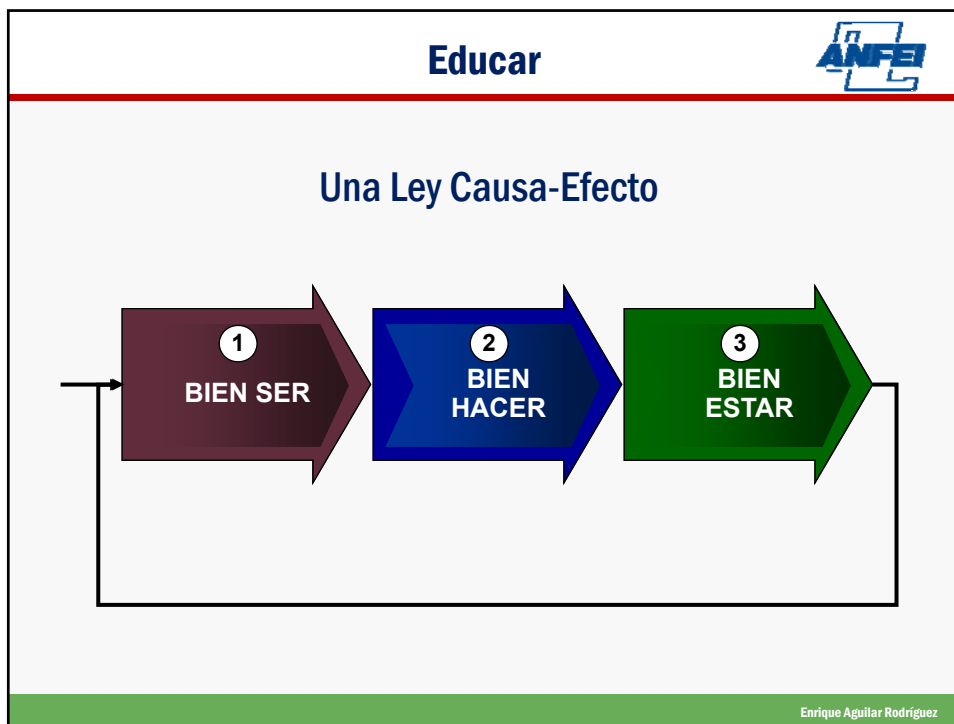 Educar
ANFEI
Una Ley Causa-Efecto
1
BIEN SER
2
BIEN
HACER
3
BIEN
ESTAR
Enrique Aguilar Rodríguez